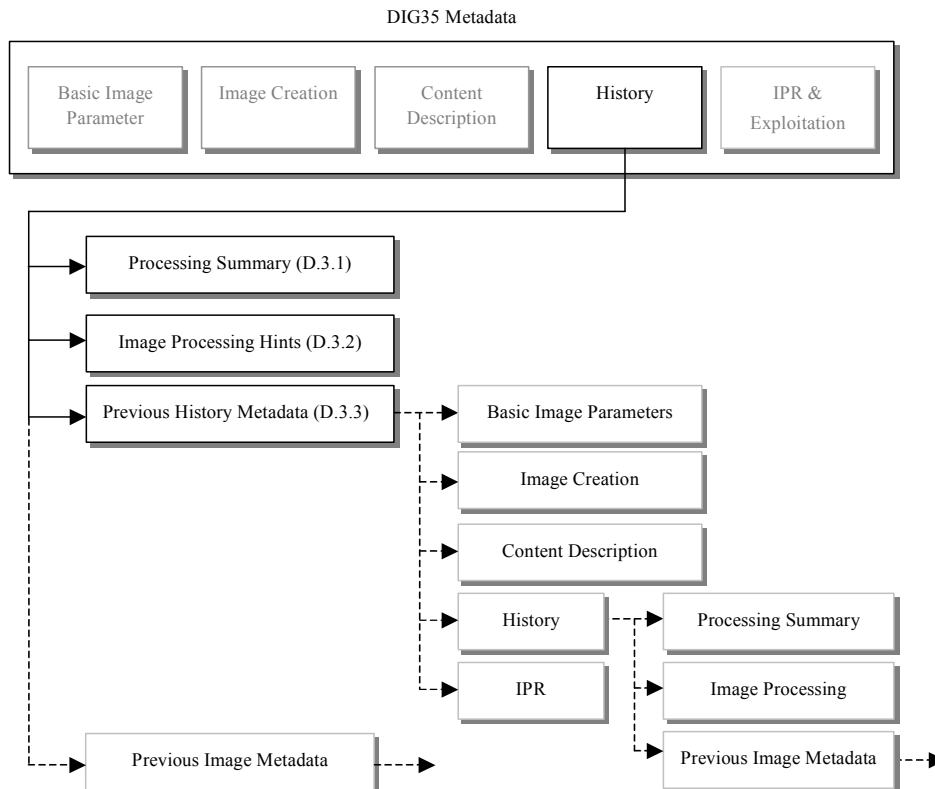 DIG35 Metadata
Basic Image
Parameter
Image Creation
Content
Description
History
IPR &
Exploitation
Processing Summary (D.3.1)
Image Processing Hints (D.3.2)
Previous History Metadata (D.3.3)
Basic Image Parameters
Image Creation
Content Description
History
Processing Summary
IPR
Image Processing
Previous Image Metadata
Previous Image Metadata